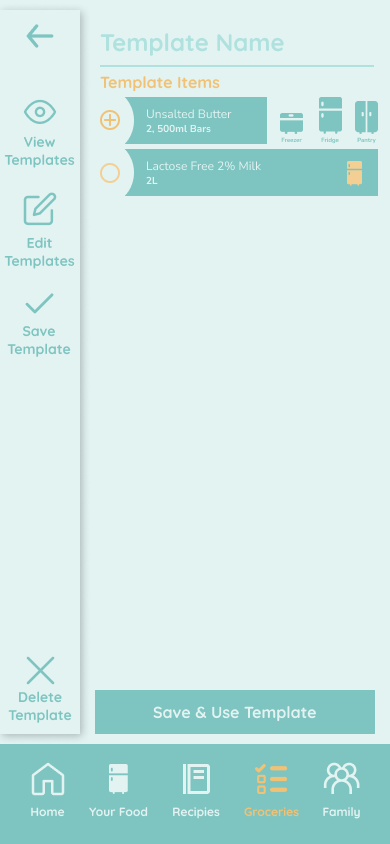 View
Templates
Edit
Templates
Save
Template
Delete
Template
Template Name
Template Items
Unsalted Butter
2, 500ml Bars
Freezer
Fridge
Pantry
Lactose Free 2% Milk
2L
Save & Use Template
Home
Your Food
Recipies
Groceries
Family